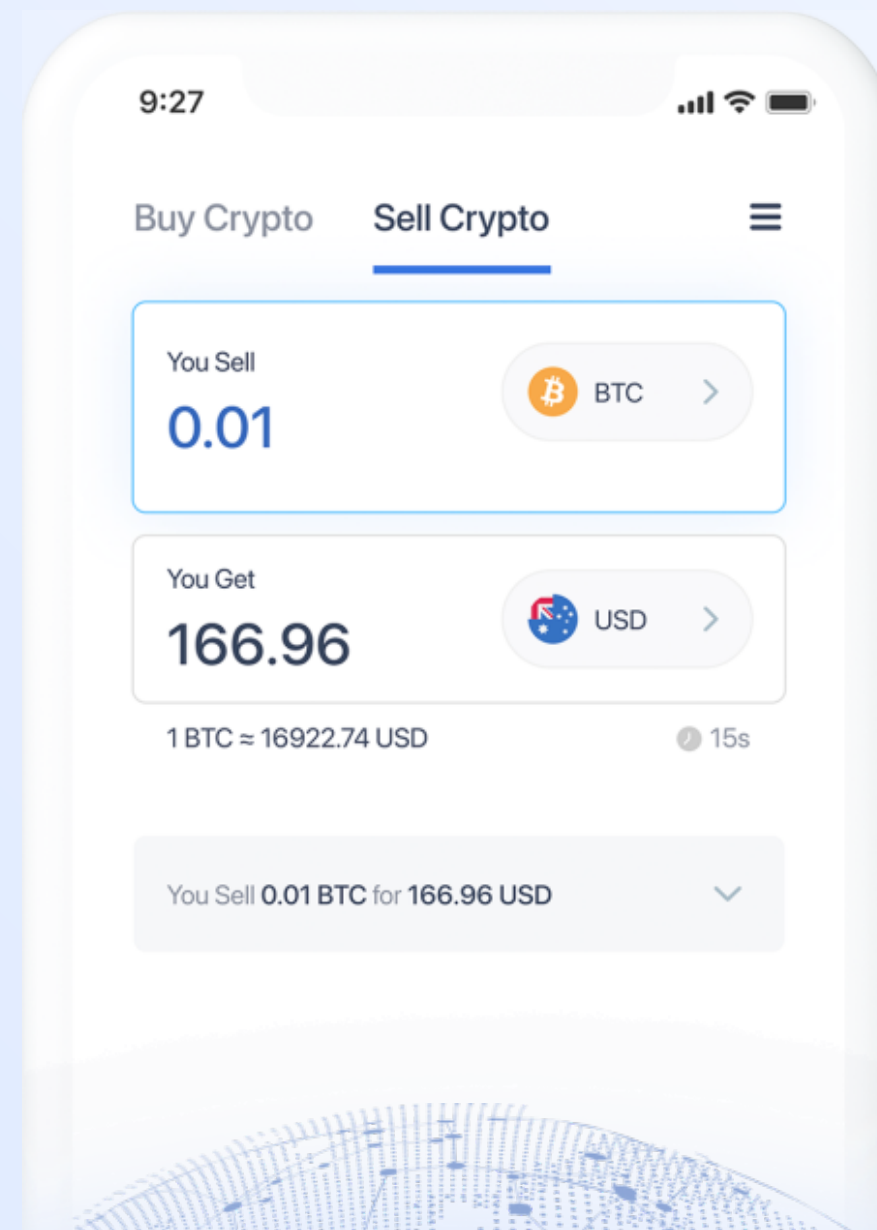 9:27
Buy Crypto Sell Crypto
You Sell
0.01
BTC
You Get
166.96
USD
1 BTC ≈ 16922.74 USD 15s
You Sell 0.01 BTC for 166.96 USD